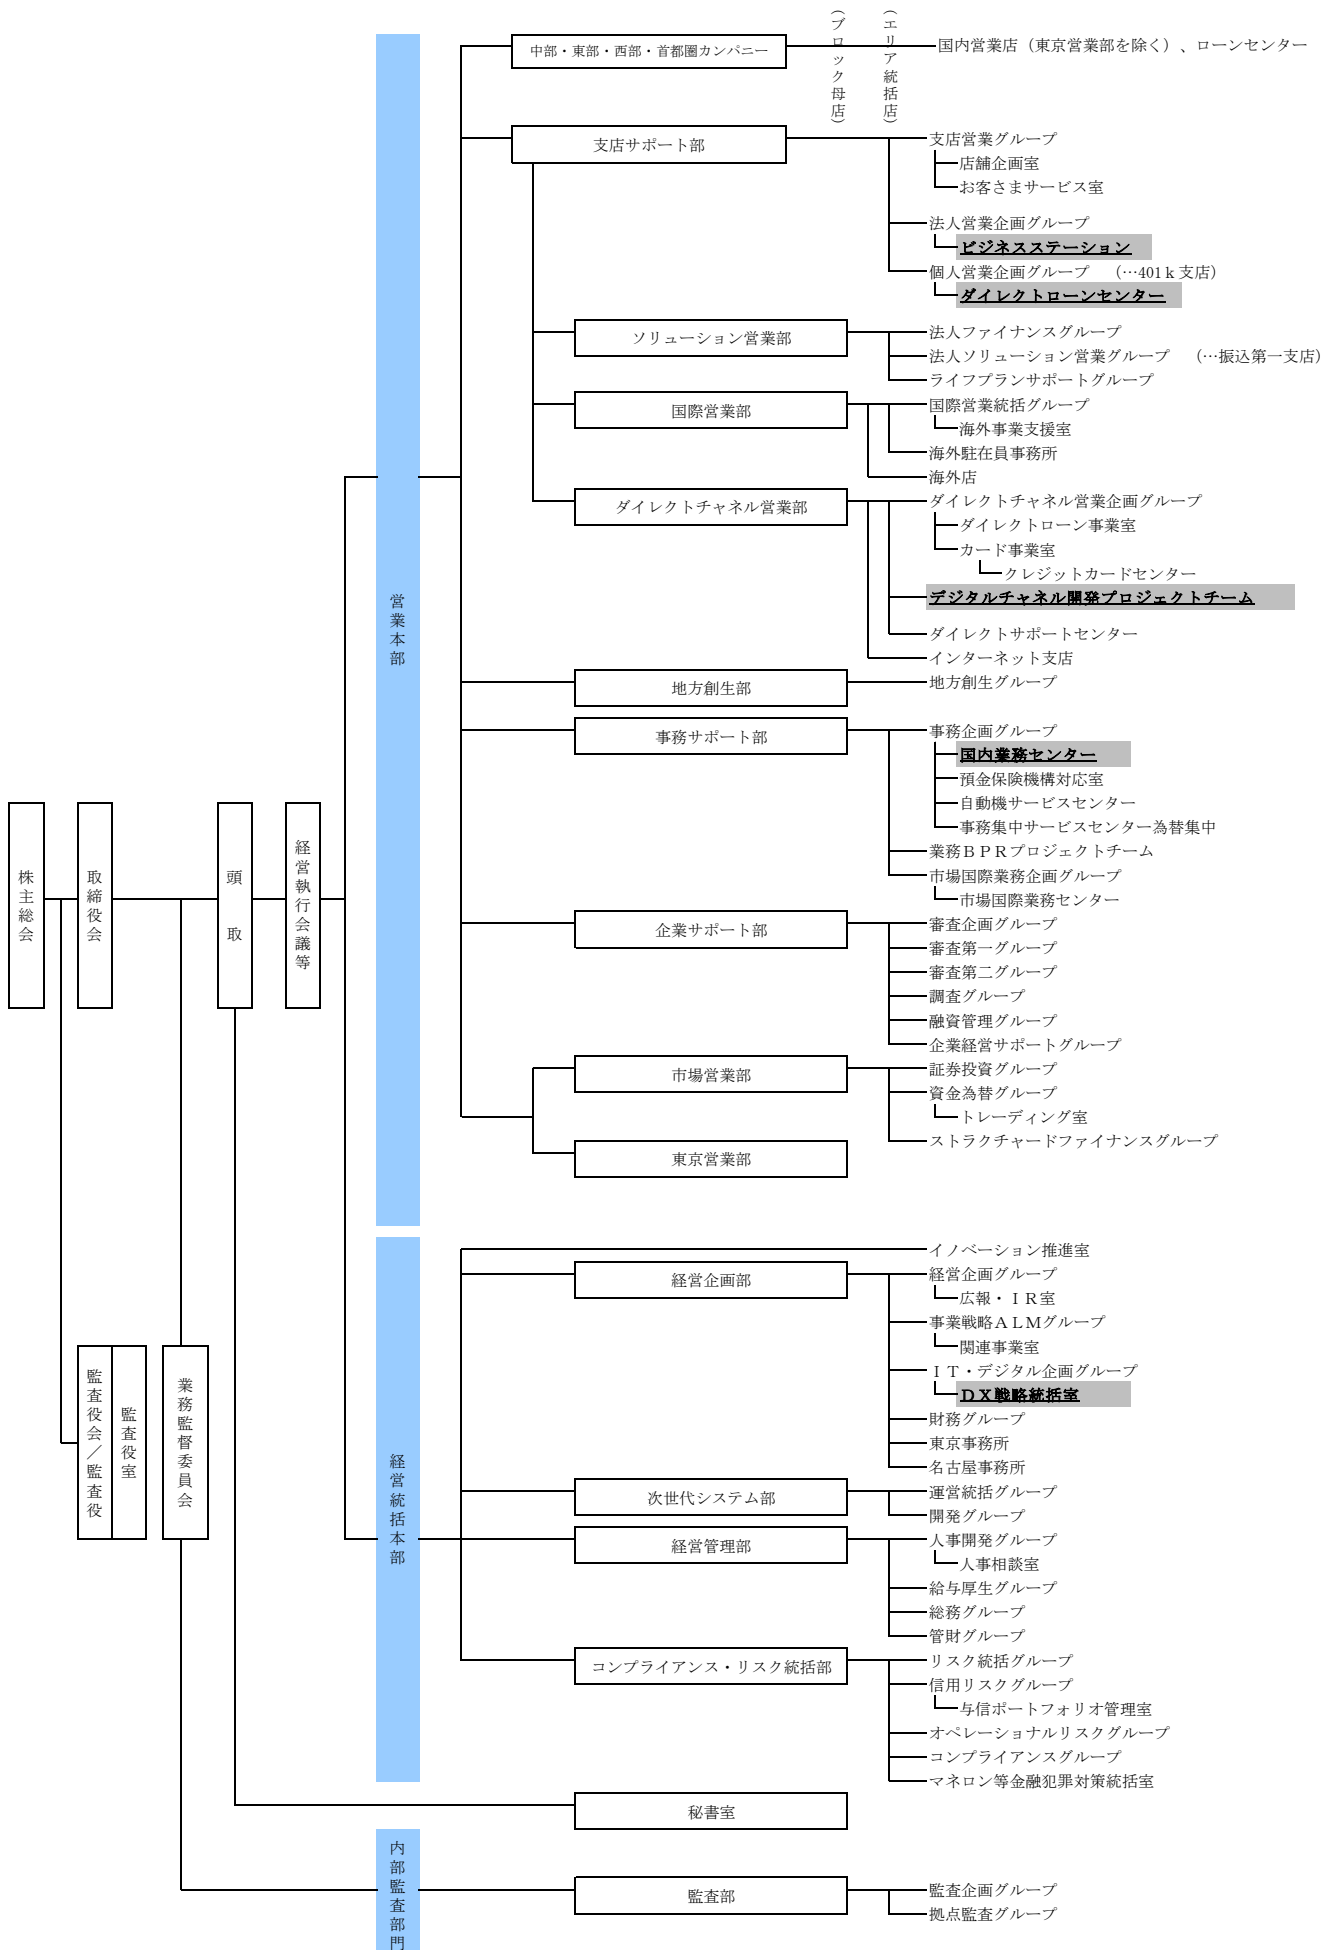 (ブロック母店)
(エリア統括店)
中部・東部・西部・首都圏カンパニー
国内営業店（東京営業部を除く）、ローンセンター
支店サポート部
支店営業グループ
店舗企画室
お客さまサービス室
法人営業企画グループ
ビジネスステーション
個人営業企画グループ　（…401ｋ支店）
ダイレクトローンセンター
ソリューション営業部
法人ファイナンスグループ
法人ソリューション営業グループ　（…振込第一支店）
ライフプランサポートグループ
国際営業部
国際営業統括グループ
海外事業支援室
海外駐在員事務所
海外店
ダイレクトチャネル営業部
ダイレクトチャネル営業企画グループ
ダイレクトローン事業室
カード事業室
クレジットカードセンター
デジタルチャネル開発プロジェクトチーム
ダイレクトサポートセンター
インターネット支店
営業本部
地方創生部
地方創生グループ
事務サポート部
事務企画グループ
国内業務センター
預金保険機構対応室
自動機サービスセンター
事務集中サービスセンター為替集中
業務ＢＰＲプロジェクトチーム
市場国際業務企画グループ
市場国際業務センター
株主総会
取締役会
頭取
経営執行会議等
企業サポート部
審査企画グループ
審査第一グループ
審査第二グループ
調査グループ
融資管理グループ
企業経営サポートグループ
市場営業部
証券投資グループ
資金為替グループ
トレーディング室
ストラクチャードファイナンスグループ
東京営業部
イノベーション推進室
経営企画部
経営企画グループ
広報・ＩＲ室
事業戦略ＡＬＭグループ
関連事業室
ＩＴ・デジタル企画グループ
ＤＸ戦略統括室
財務グループ
東京事務所
名古屋事務所
監査役会／監査役
監査役室
業務監督委員会
経営統括本部
次世代システム部
運営統括グループ
開発グループ
経営管理部
人事開発グループ
人事相談室
給与厚生グループ
総務グループ
管財グループ
コンプライアンス・リスク統括部
リスク統括グループ
信用リスクグループ
与信ポートフォリオ管理室
オペレーショナルリスクグループ
コンプライアンスグループ
マネロン等金融犯罪対策統括室
秘書室
内部監査部門
監査部
監査企画グループ
拠点監査グループ